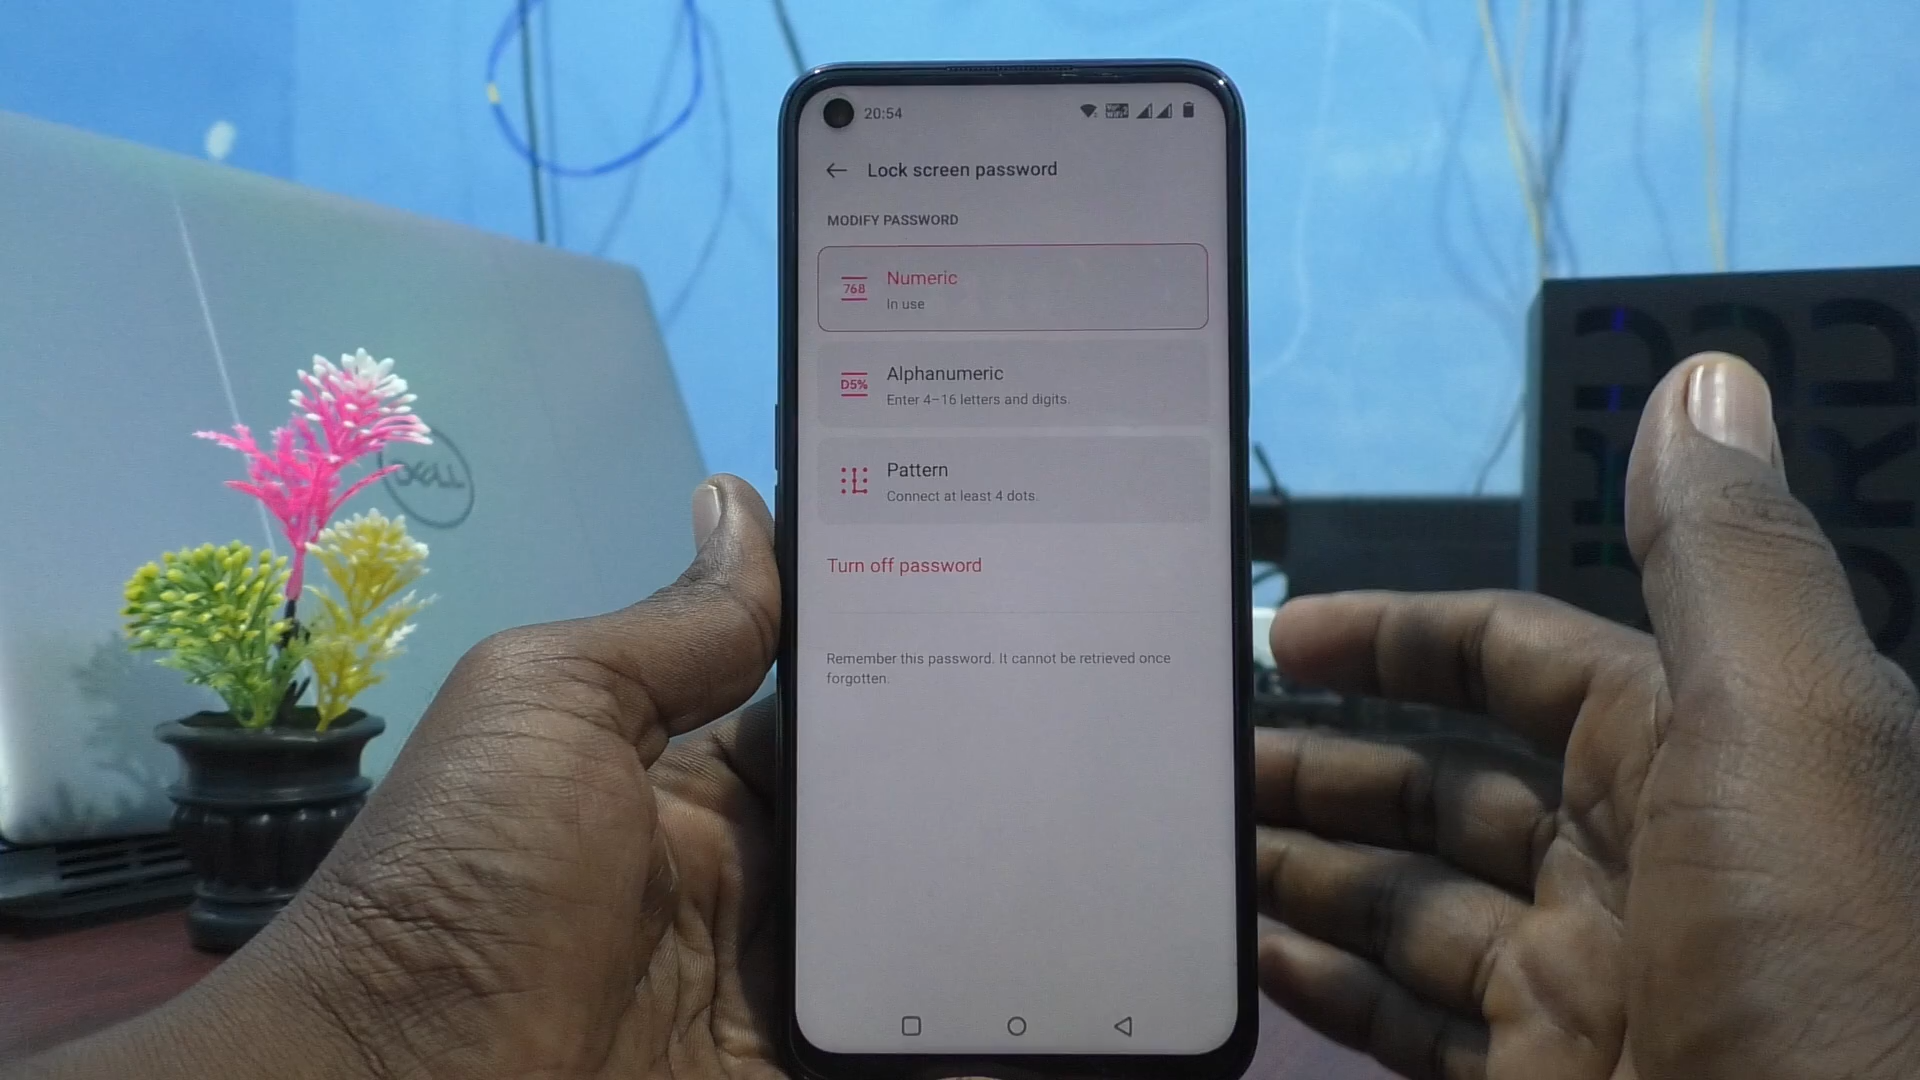 20:54
Lock screen password
MODIFY PASSWORD
768
Numeric
In use
D5%
Alphanumeric
Enter 4–16 letters and digits.
Pattern
Connect at least 4 dots.
Turn off password
Remember this password. It cannot be retrieved once
forgotten.
DELL